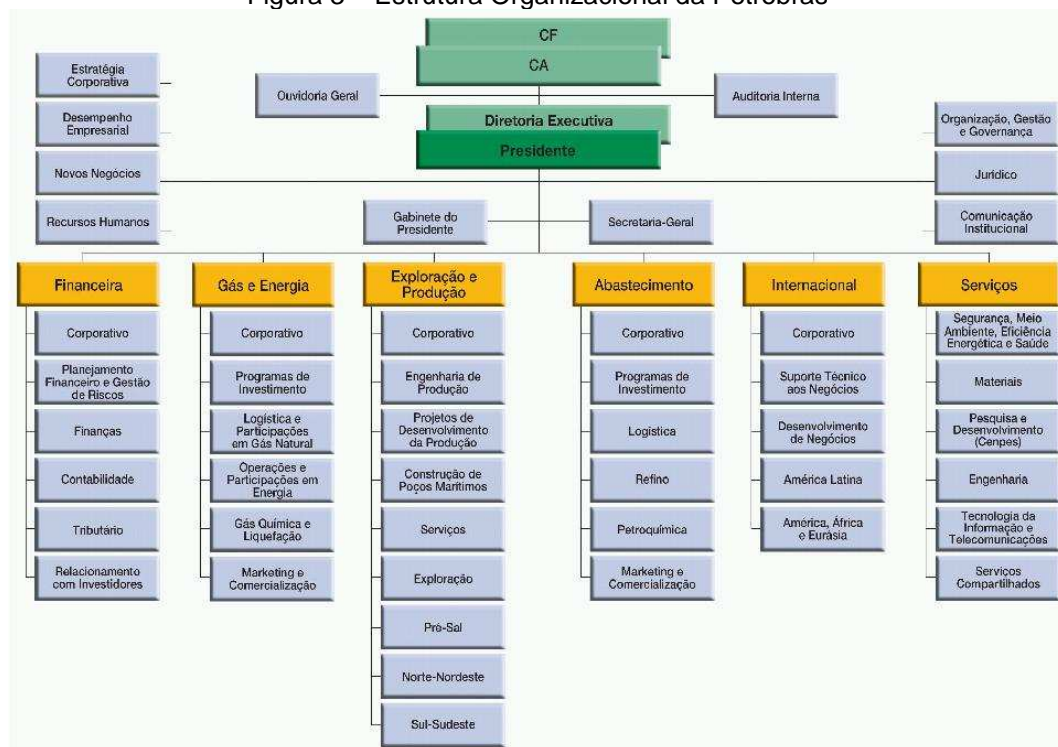 Figura 8 – Estrutura Organizacional da Petrobras
CF
CA
Ouvidoria Geral
Auditoria Interna
Diretoria Executiva
Presidente
Estratégia
Corporativa
Desempenho
Empresarial
Novos Negócios
Recursos Humanos
Organização, Gestão
e Governança
Jurídico
Comunicação
Institucional
Gabinete do
Presidente
Secretaria-Geral
Financeira
Corporativo
Planejamento
Financeiro e Gestão
de Riscos
Finanças
Contabilidade
Tributário
Relacionamento
com Investidores
Gás e Energia
Corporativo
Programas de
Investimento
Logística e
Participações
em Gás Natural
Operações e
Participações em
Energia
Gás Química e
Liquefação
Marketing e
Comercialização
Exploração e
Produção
Corporativo
Engenharia de
Produção
Projetos de
Desenvolvimento
da Produção
Construção de
Poços Marítimos
Serviços
Exploração
Pré-Sal
Norte-Nordeste
Sul-Sudeste
Abastecimento
Corporativo
Programas de
Investimento
Logística
Refino
Petroquímica
Marketing e
Comercialização
Internacional
Corporativo
Suporte Técnico
aos Negócios
Desenvolvimento
de Negócios
América Latina
América, África
e Eurásia
Serviços
Segurança, Meio
Ambiente, Eficiência
Energética e Saúde
Materiais
Pesquisa e
Desenvolvimento
(Cenpes)
Engenharia
Tecnologia da
Informação e
Telecomunicações
Serviços
Compartilhados